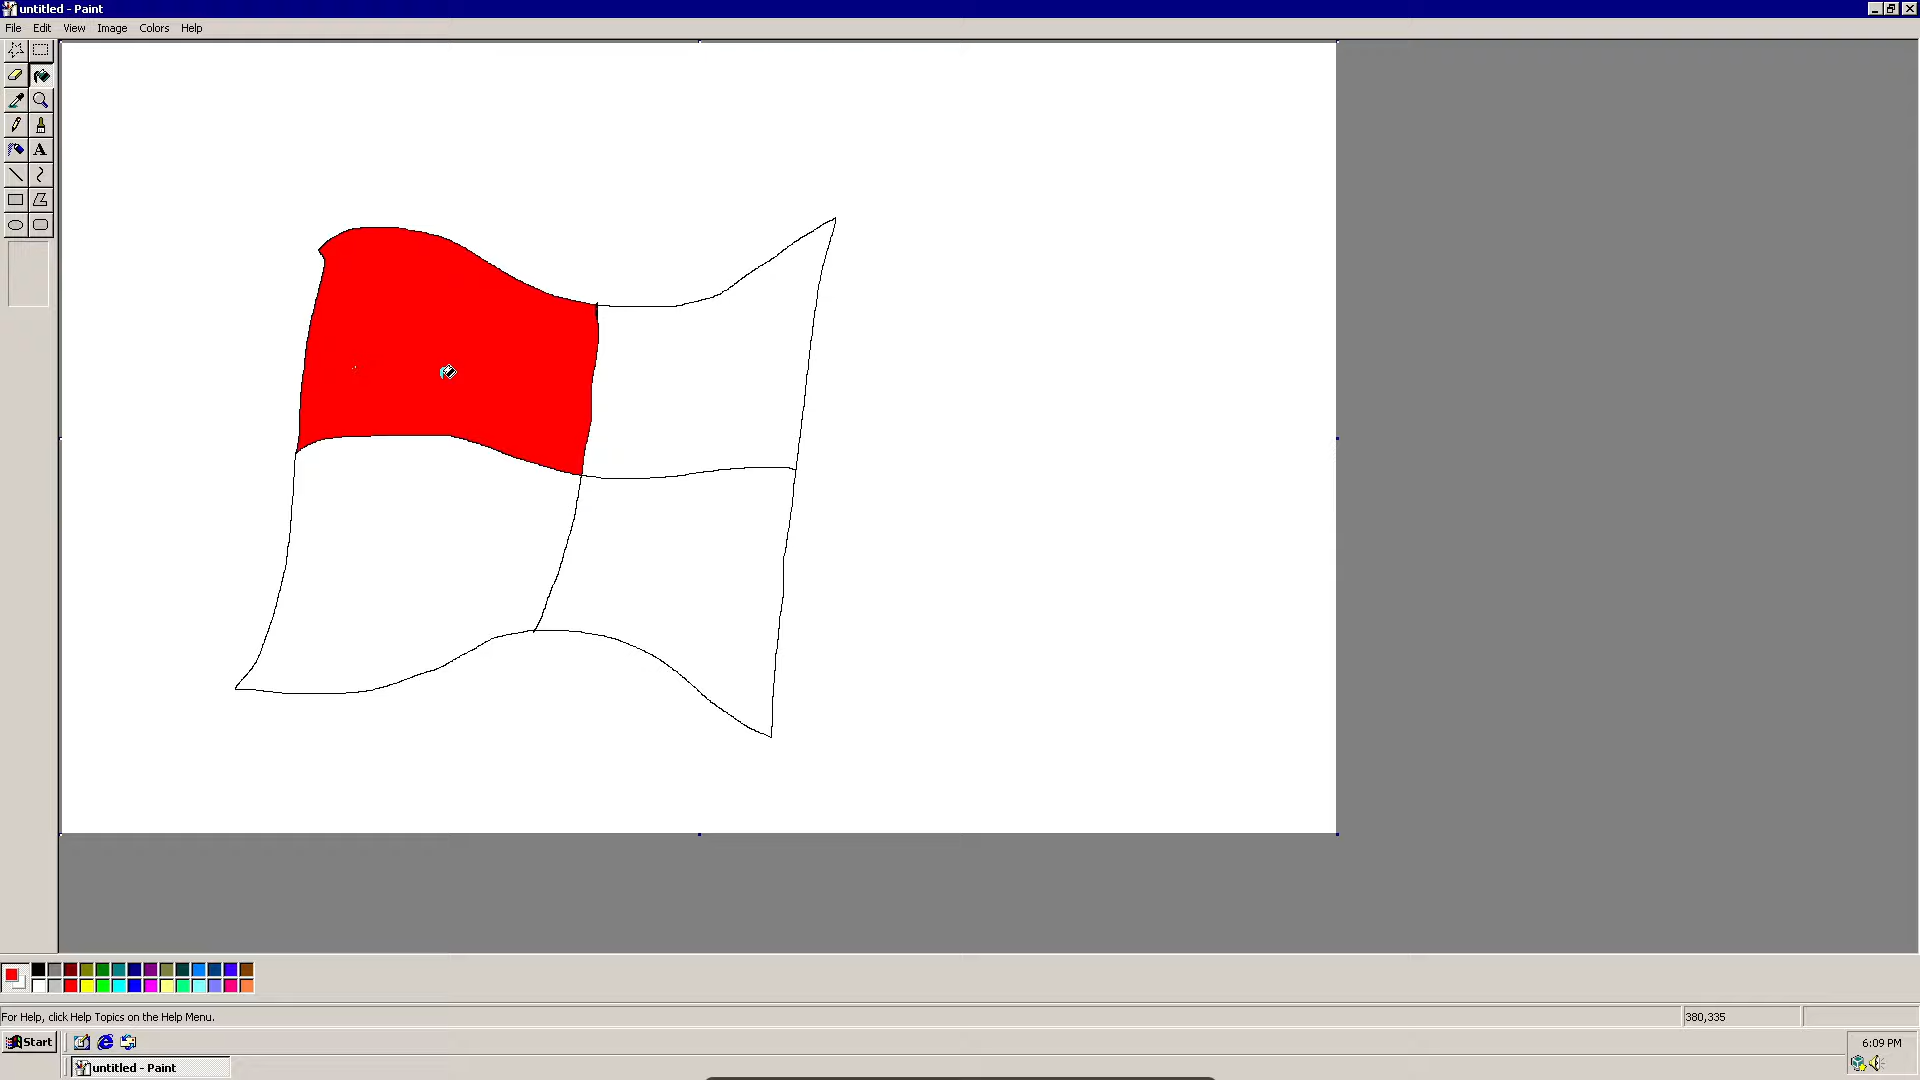 untitled - Paint
File Edit View Image Colors Help
A
For Help, click Help Topics on the Help Menu.
380,335
Start
6:09 PM
untitled - Paint